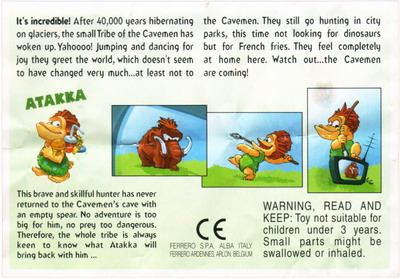 It's incredible! After 40,000 years hibernating
on glaciers, the small Tribe of the Cavemen has
woken up. Yahoooo! Jumping and dancing for
joy they greet the world, which doesn't seem
to have changed very much...at least not to
the Cavemen. They still go hunting in city
parks, this time not looking for dinosaurs
but for French fries. They feel completely
at home here. Watch out...the Cavemen
are coming!
ATAKKA
This brave and skillful hunter has never
returned to the Cavemen's cave with
an empty spear. No adventure is too
big for him, no prey too dangerous.
Therefore, the whole tribe is always
keen to know what Atakka will
bring back with him ...
CE
FERRERO S.P.A. ALBA ITALY
FERRERO ARDENNES, ARLON, BELGIUM
WARNING, READ AND
KEEP: Toy not suitable for
children under 3 years.
Small parts might be
swallowed or inhaled.